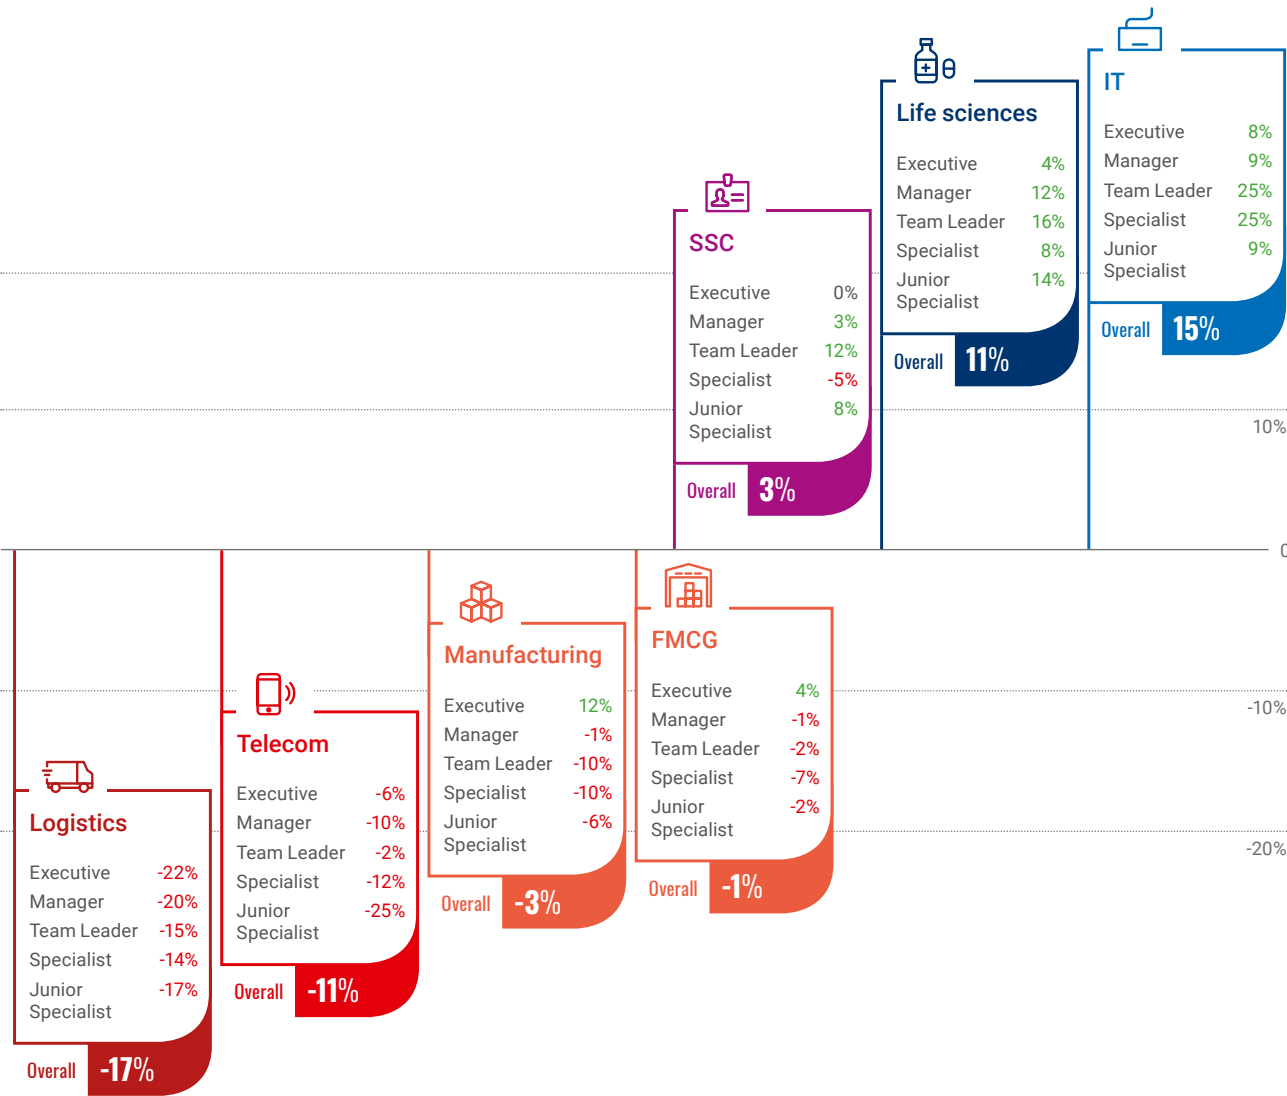 IT
Executive 8%
Manager 9%
Team Leader 25%
Specialist 25%
Junior 9%
Specialist
Overall 15%
Life sciences
Executive 4%
Manager 12%
Team Leader 16%
Specialist 8%
Junior 14%
Specialist
Overall 11%
SSC
Executive 0%
Manager 3%
Team Leader 12%
Specialist -5%
Junior 8%
Specialist
Overall 3%
10%
-10%
-20%
FMCG
Executive 4%
Manager -1%
Team Leader -2%
Specialist -7%
Junior -2%
Specialist
Overall -1%
Manufacturing
Executive 12%
Manager -1%
Team Leader -10%
Specialist -10%
Junior -6%
Specialist
Overall -3%
Telecom
Executive -6%
Manager -10%
Team Leader -2%
Specialist -12%
Junior -25%
Specialist
Overall -11%
Logistics
Executive -22%
Manager -20%
Team Leader -15%
Specialist -14%
Junior -17%
Specialist
Overall -17%